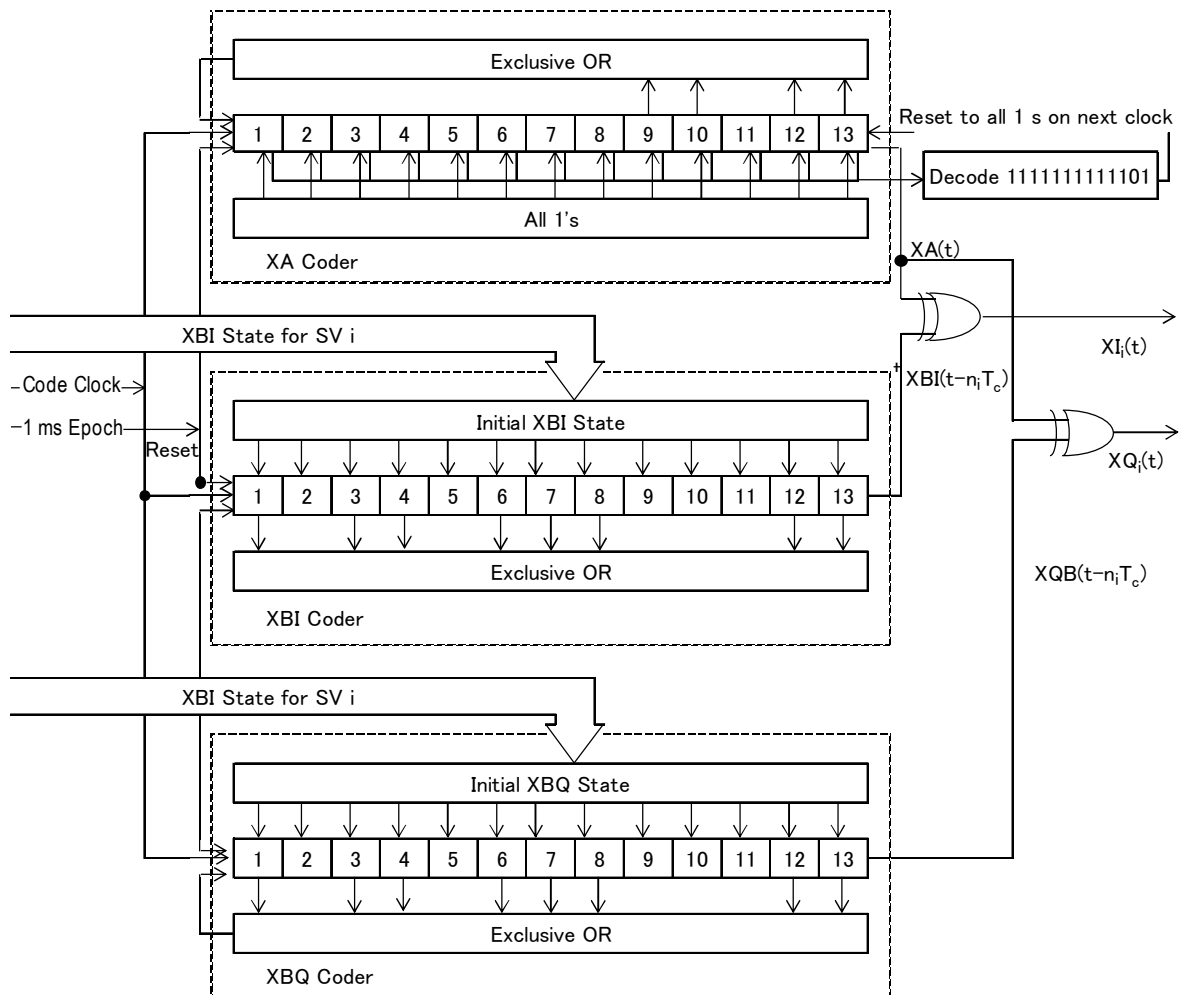 Exclusive OR
1 2 3 4 5 6 7 8 9 10 11 12 13
Reset to all 1 s on next clock
Decode 1111111111101
All 1's
XA Coder
XA(t)
XBI State for SV i
XIᵢ(t)
Code Clock
XBI(t-nᵢT꜀)
1 ms Epoch
Initial XBI State
Reset
XQᵢ(t)
1 2 3 4 5 6 7 8 9 10 11 12 13
Exclusive OR
XQB(t-nᵢT꜀)
XBI Coder
XBI State for SV i
Initial XBQ State
1 2 3 4 5 6 7 8 9 10 11 12 13
Exclusive OR
XBQ Coder